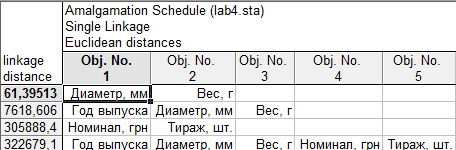 Amalgamation Schedule (lab4.sta)
Single Linkage
Euclidean distances
linkage distance Obj. No. 1 Obj. No. 2 Obj. No. 3 Obj. No. 4 Obj. No. 5
61,39513 Диаметр, мм Вес, г
7618,606 Год выпуска Диаметр, мм Вес, г
305888,4 Номинал, грн Тираж, шт.
322679,1 Год выпуска Диаметр, мм Вес, г Номинал, грн Тираж, шт.